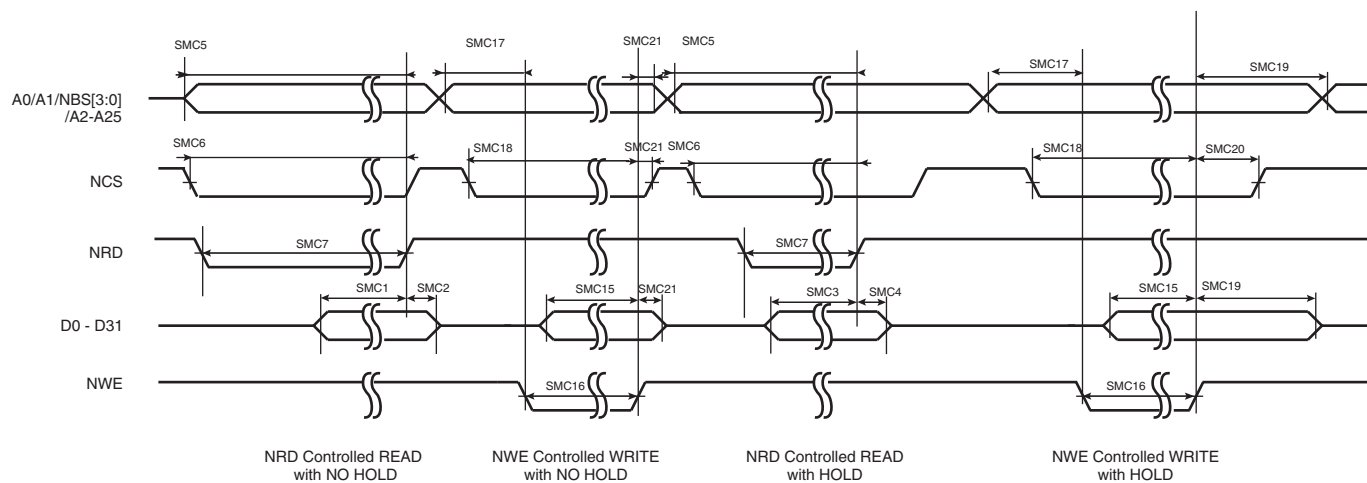 SMC5 SMC17 SMC21 SMC5 SMC17 SMC19
A0/A1/NBS[3:0]
/A2-A25
SMC6 SMC18 SMC21 SMC6 SMC18 SMC20
NCS
SMC7 SMC7
NRD
SMC1 SMC2 SMC15 SMC21 SMC3 SMC4 SMC15 SMC19
D0 - D31
NWE
SMC16 SMC16
NRD Controlled READ
with NO HOLD
NWE Controlled WRITE
with NO HOLD
NRD Controlled READ
with HOLD
NWE Controlled WRITE
with HOLD